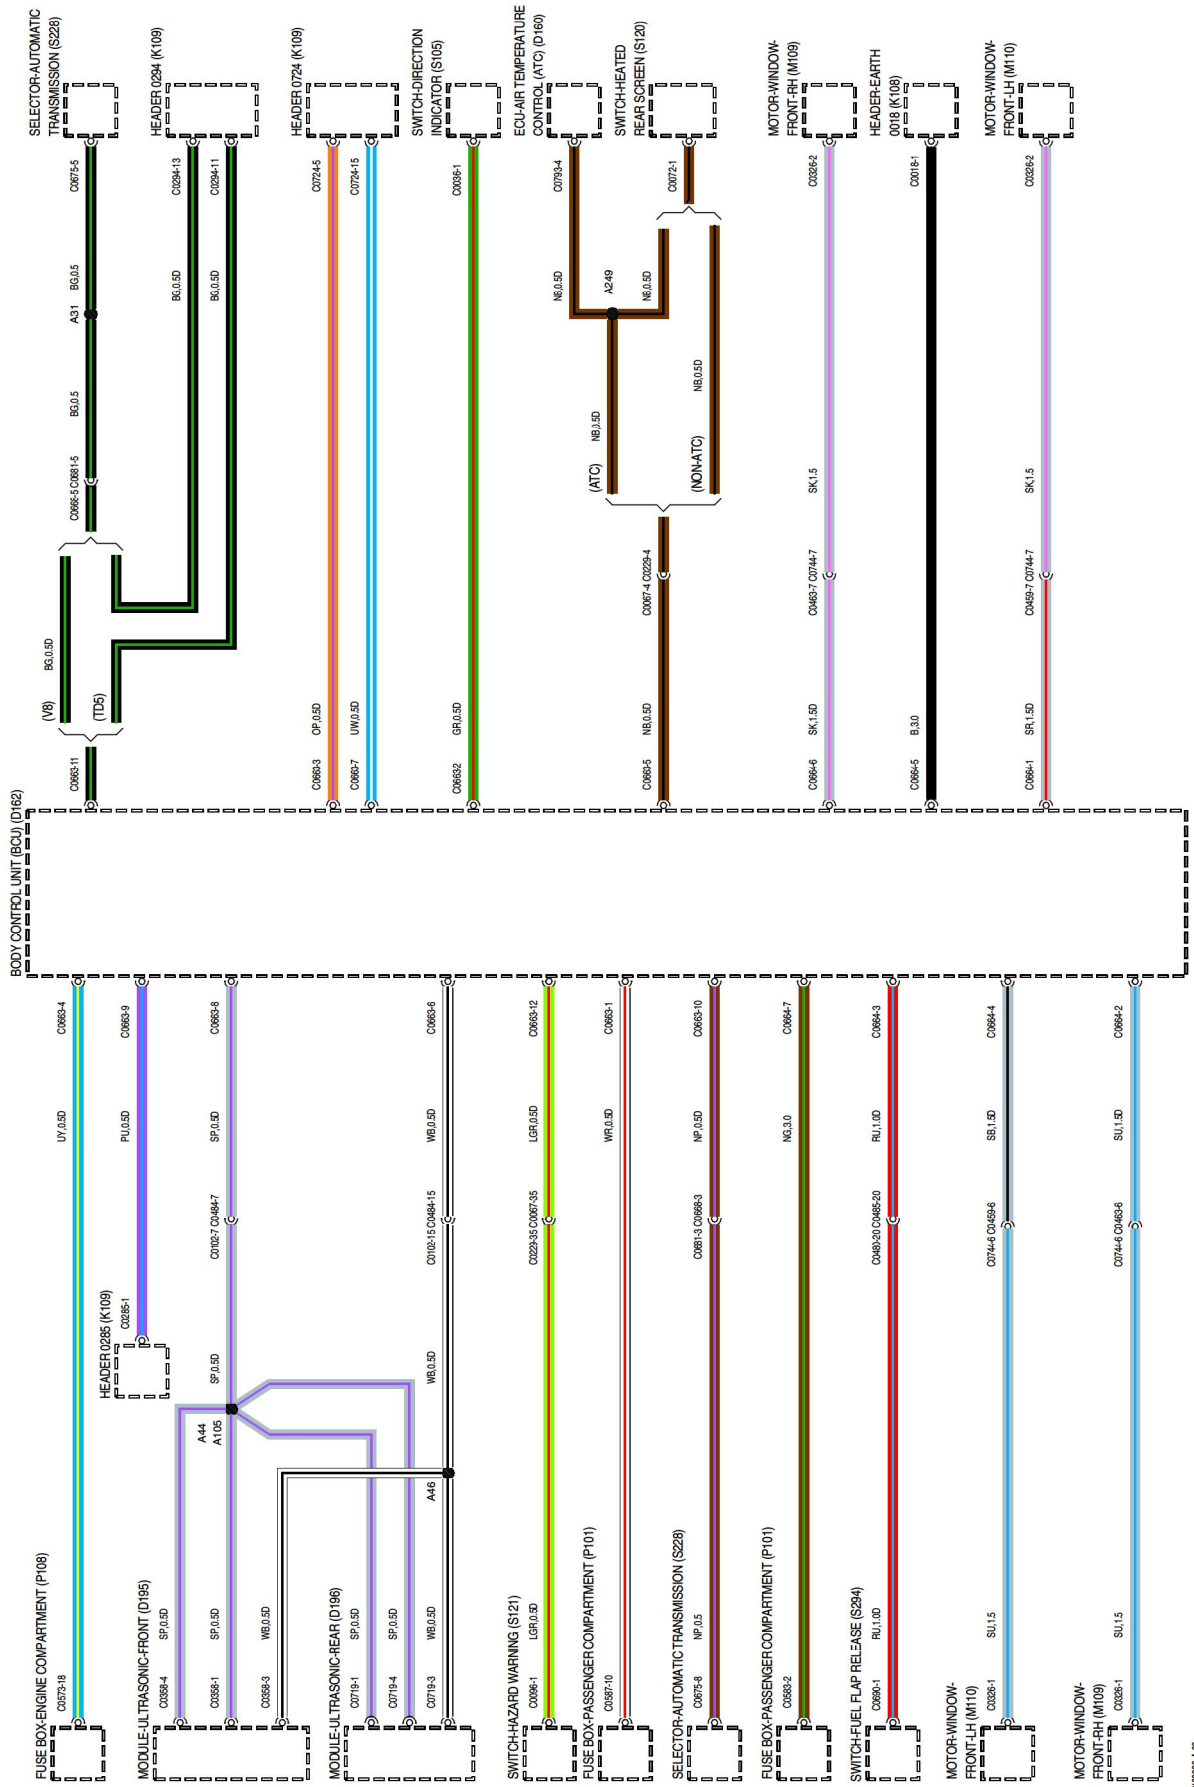 FUSE BOX-ENGINE COMPARTMENT (P108)
C0573-18
UY,0.5D
C0663-4
HEADER 0285 (K109)
C0285-1
PU,0.5D
C0663-9
MODULE-ULTRASONIC-FRONT (D195)
C0358-4
SP,0.5D
C0358-1
SP,0.5D
A44
A105
SP,0.5D
C0102-7 C0484-7
SP,0.5D
C0663-8
C0358-3
WB,0.5D
MODULE-ULTRASONIC-REAR (D196)
C0719-1
SP,0.5D
C0719-4
SP,0.5D
C0719-3
WB,0.5D
A46
WB,0.5D
C0102-15 C0484-15
WB,0.5D
C0663-6
SWITCH-HAZARD WARNING (S121)
C0096-1
LGR,0.5D
C0229-35 C0067-35
LGR,0.5D
C0663-12
FUSE BOX-PASSENGER COMPARTMENT (P101)
C0587-10
WR,0.5D
C0663-1
SELECTOR-AUTOMATIC TRANSMISSION (S228)
C0675-8
NP,0.5
C0681-3 C0668-3
NP,0.5D
C0663-10
FUSE BOX-PASSENGER COMPARTMENT (P101)
C0583-2
NG,3.0
C0664-7
SWITCH-FUEL FLAP RELEASE (S294)
C0690-1
RU,1.0D
C0480-20 C0485-20
RU,1.0D
C0664-3
MOTOR-WINDOW-
FRONT-LH (M110)
C0326-1
SU,1.5
C0744-6 C0459-6
SB,1.5D
C0664-4
MOTOR-WINDOW-
FRONT-RH (M109)
C0326-1
SU,1.5
C0744-6 C0463-6
SU,1.5D
C0664-2
BODY CONTROL UNIT (BCU) (D162)
C0663-11
(V8)
BG,0.5D
(TD5)
C0668-5 C0681-5
BG,0.5
A31
BG,0.5
C0675-5
SELECTOR-AUTOMATIC
TRANSMISSION (S228)
BG,0.5D
C0294-13
BG,0.5D
C0294-11
HEADER 0294 (K109)
C0663-3
OP,0.5D
C0724-5
C0663-7
UW,0.5D
C0724-15
HEADER 0724 (K109)
C0663-2
GR,0.5D
C0036-1
SWITCH-DIRECTION
INDICATOR (S105)
C0663-5
NB,0.5D
C0067-4 C0229-4
(ATC)
NB,0.5D
A249
NB,0.5D
C0793-4
ECU-AIR TEMPERATURE
CONTROL (ATC) (D160)
NB,0.5D
(NON-ATC)
NB,0.5D
C0072-1
SWITCH-HEATED
REAR SCREEN (S120)
C0664-6
SK,1.5D
C0463-7 C0744-7
SK,1.5
C0326-2
MOTOR-WINDOW-
FRONT-RH (M109)
C0664-5
B,3.0
C0018-1
HEADER-EARTH
0018 (K108)
C0664-1
SR,1.5D
C0459-7 C0744-7
SK,1.5
C0326-2
MOTOR-WINDOW-
FRONT-LH (M110)